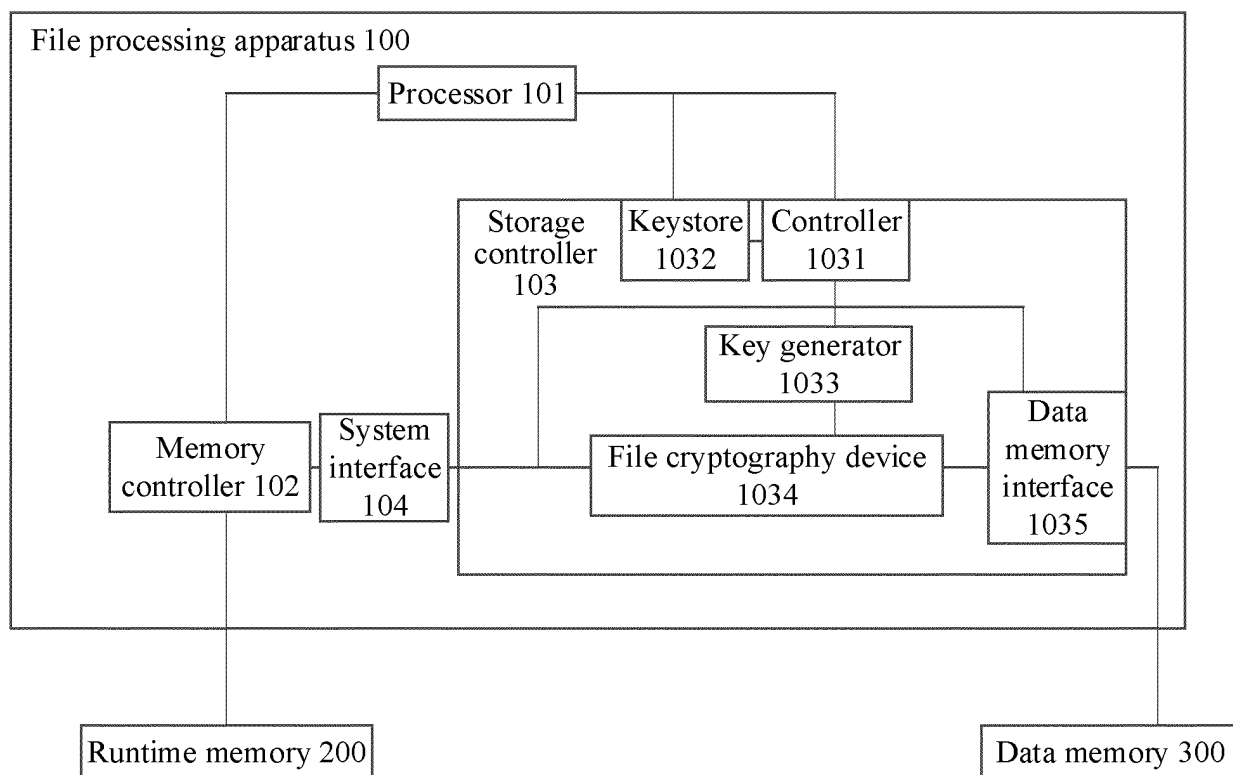 File processing apparatus 100
Processor 101
Storage
controller
103
Keystore
1032
Controller
1031
Key generator
1033
Memory
controller 102
System
interface
104
File cryptography device
1034
Data
memory
interface
1035
Runtime memory 200
Data memory 300